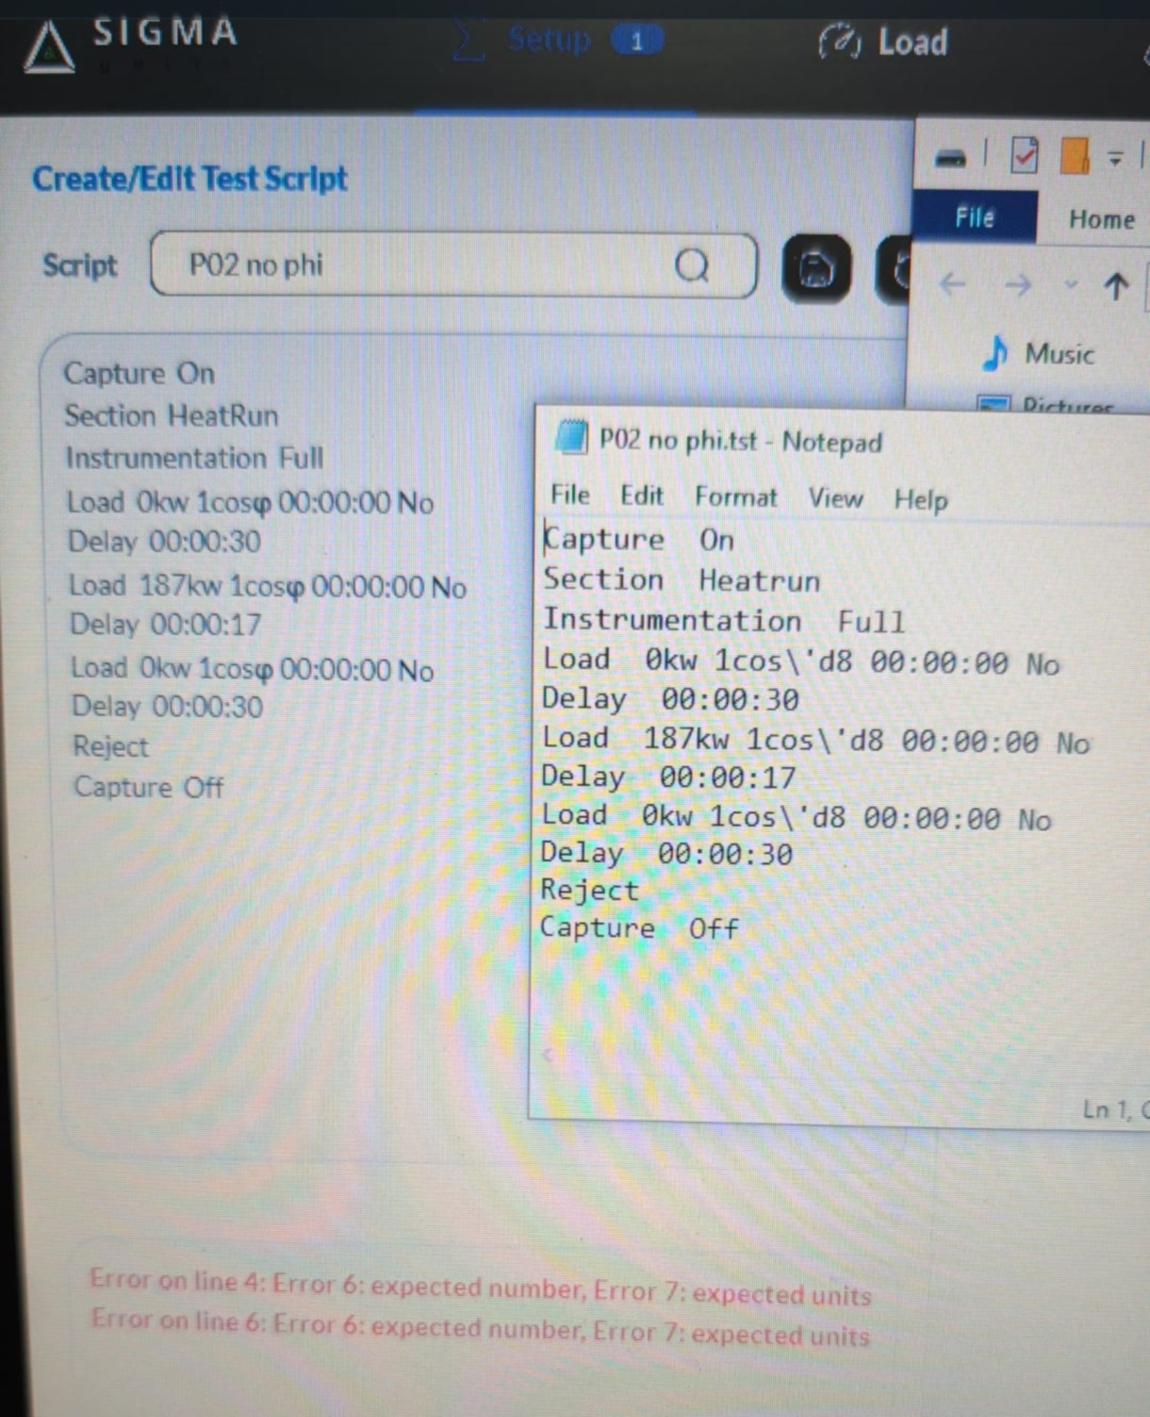 SIGMA
Setup 1
Load
Create/Edit Test Script
Script
P02 no phi
File
Home
Music
Pictures
Capture On
Section HeatRun
Instrumentation Full
Load 0kw 1cosφ 00:00:00 No
Delay 00:00:30
Load 187kw 1cosφ 00:00:00 No
Delay 00:00:17
Load 0kw 1cosφ 00:00:00 No
Delay 00:00:30
Reject
Capture Off
P02 no phi.tst - Notepad
File Edit Format View Help
Capture On
Section Heatrun
Instrumentation Full
Load 0kw 1cos\'d8 00:00:00 No
Delay 00:00:30
Load 187kw 1cos\'d8 00:00:00 No
Delay 00:00:17
Load 0kw 1cos\'d8 00:00:00 No
Delay 00:00:30
Reject
Capture Off
Ln 1,
Error on line 4: Error 6: expected number, Error 7: expected units
Error on line 6: Error 6: expected number, Error 7: expected units